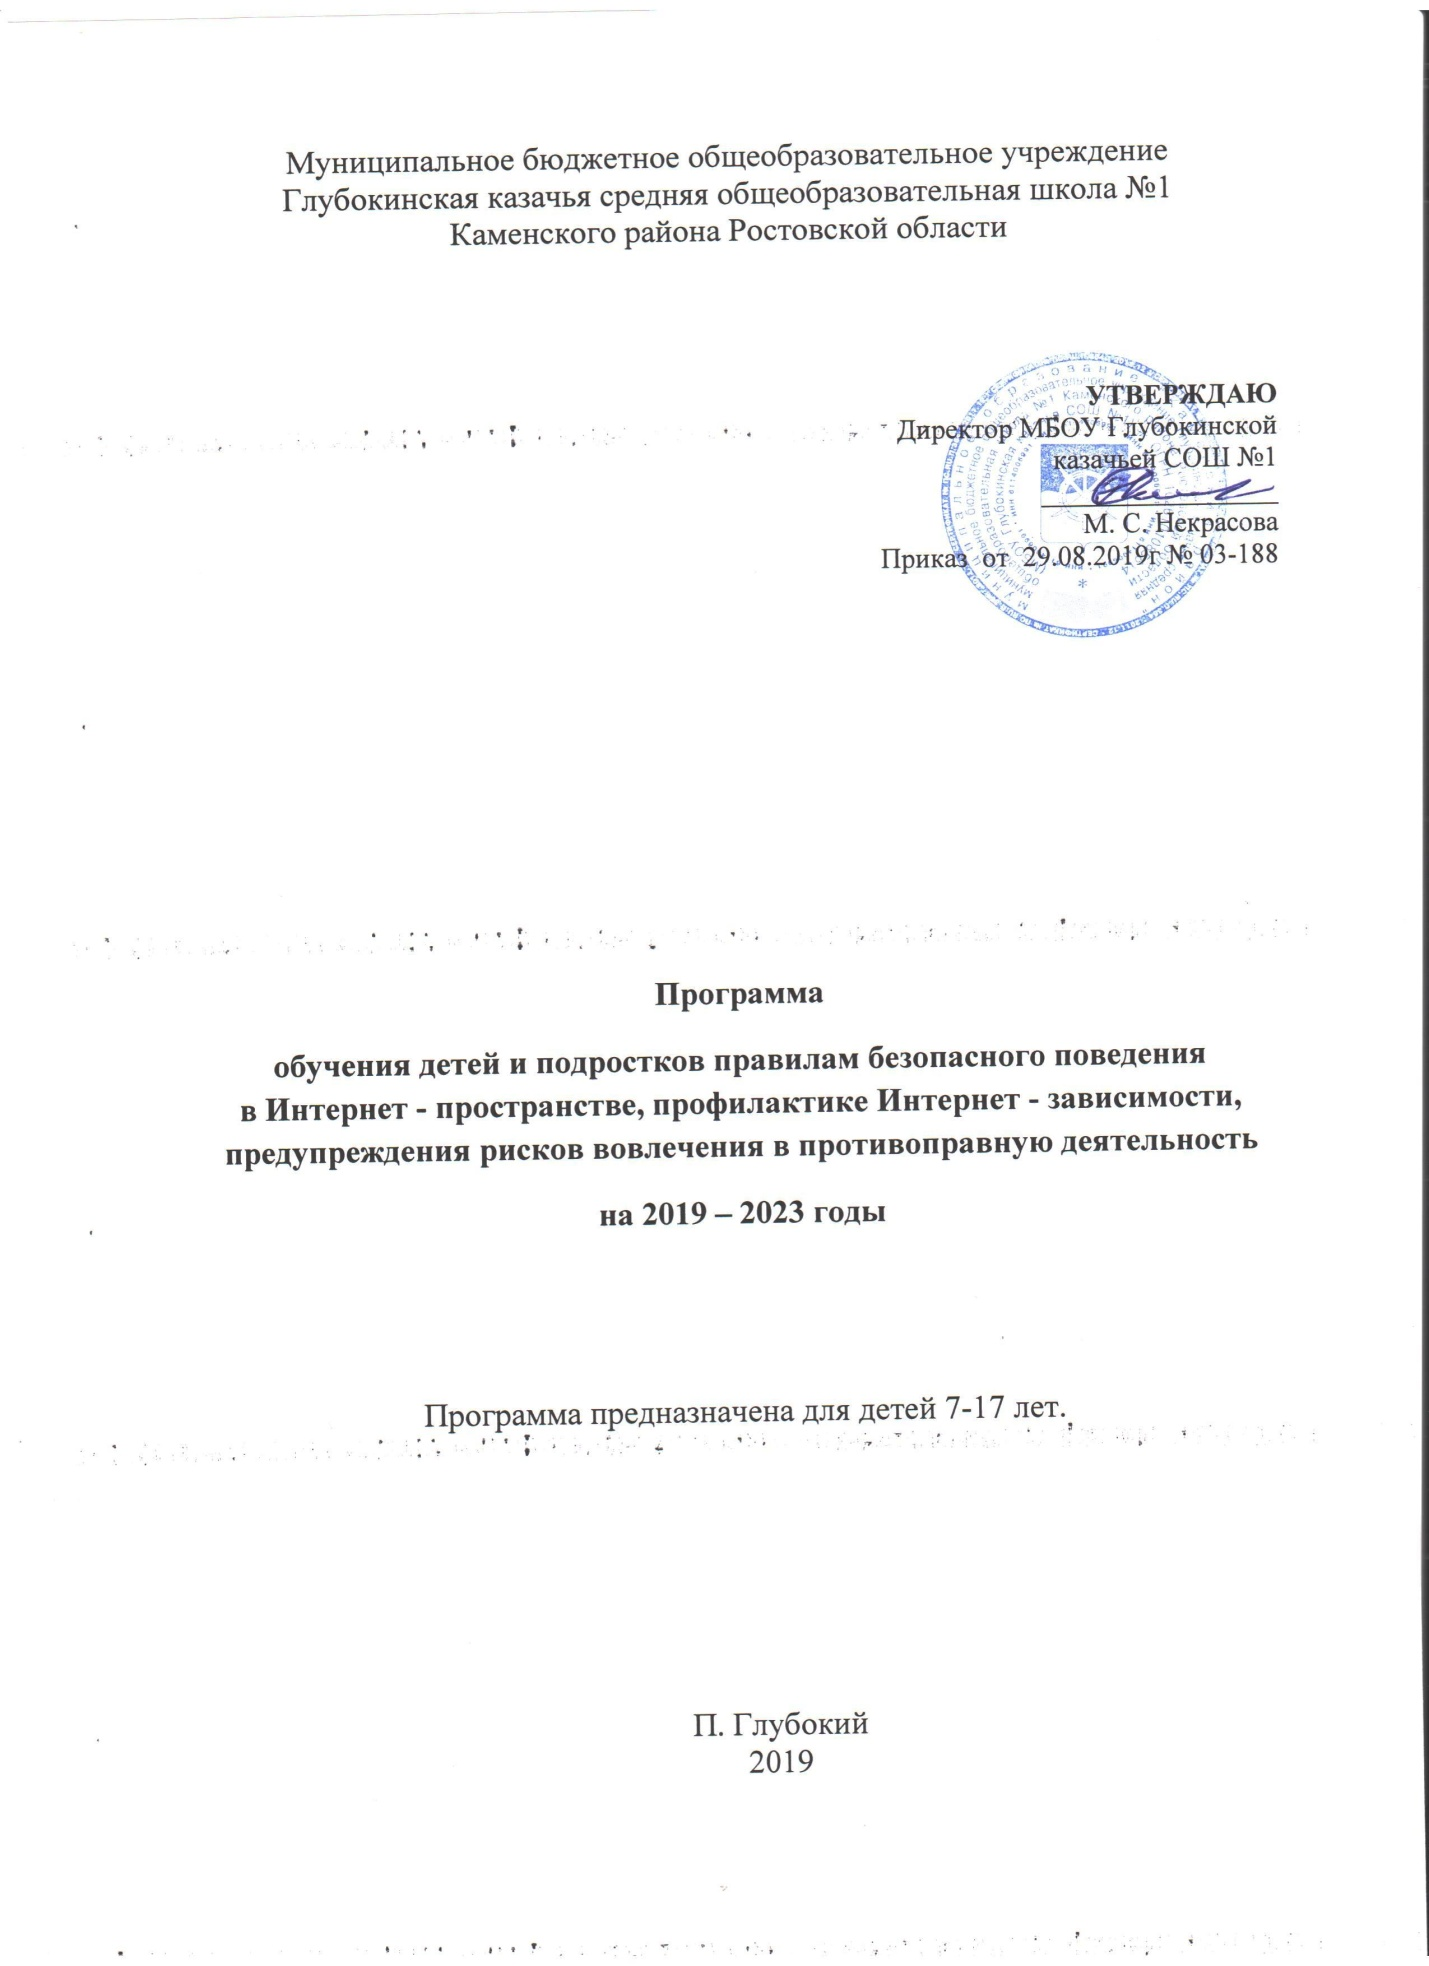 Муниципальное бюджетное общеобразовательное учреждение
Глубокинская казачья средняя общеобразовательная школа №1
Каменского района Ростовской области
УТВЕРЖДАЮ
Директор МБОУ Глубокинской
казачьей СОШ №1
М. С. Некрасова
Приказ от 29.08.2019г № 03-188
Программа
обучения детей и подростков правилам безопасного поведения
в Интернет - пространстве, профилактике Интернет - зависимости,
предупреждения рисков вовлечения в противоправную деятельность
на 2019 – 2023 годы
Программа предназначена для детей 7-17 лет.
П. Глубокий
2019